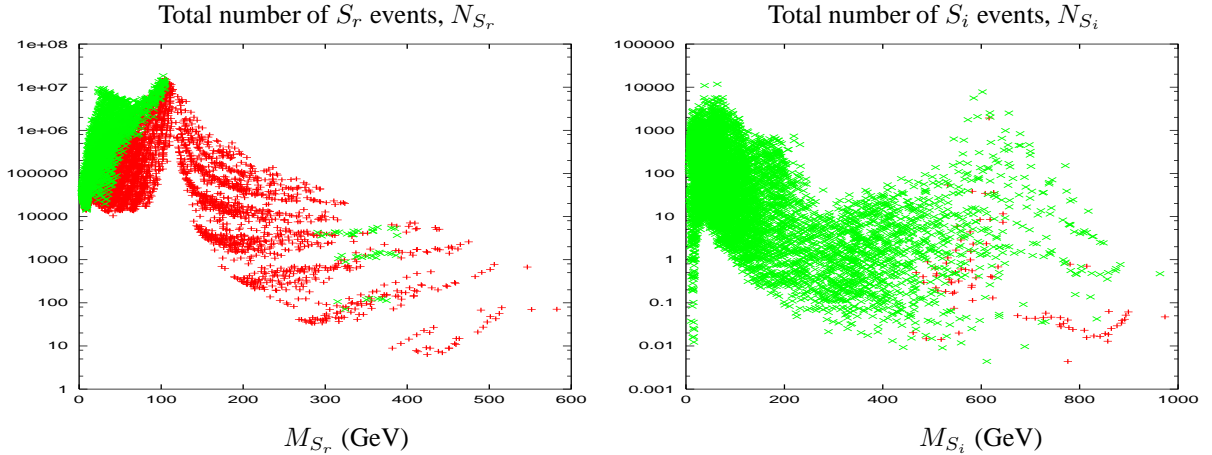 Total number of S_r events, N_{S_r}
1e+08
1e+07
1e+06
100000
10000
1000
100
10
1
0 100 200 300 400 500 600
M_{S_r} (GeV)
Total number of S_i events, N_{S_i}
100000
10000
1000
100
10
1
0.1
0.01
0.001
0 200 400 600 800 1000
M_{S_i} (GeV)